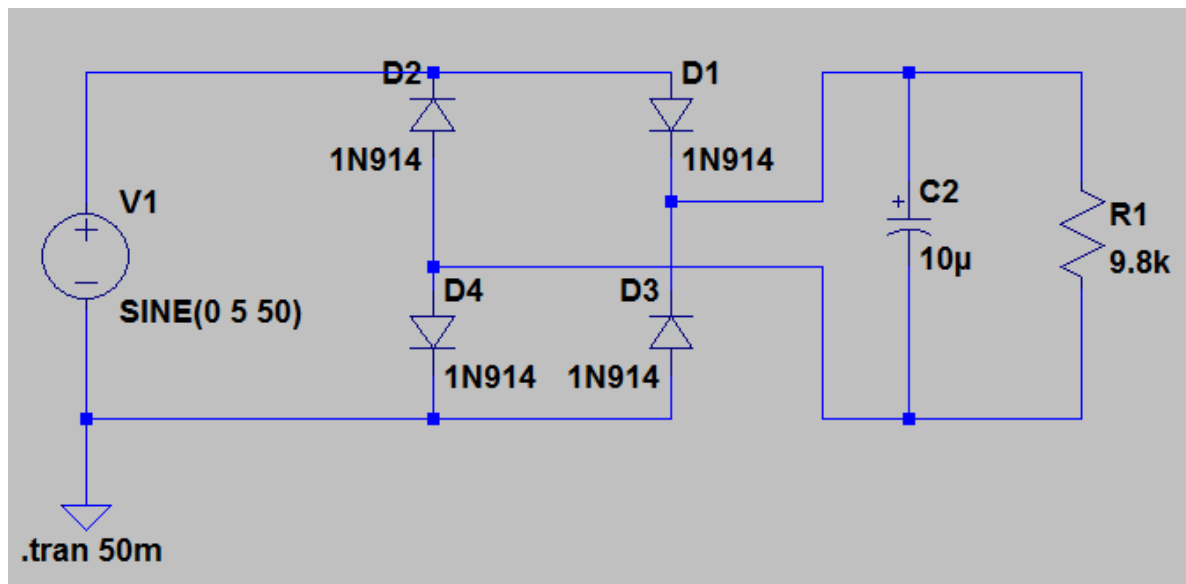 D2
D1
1N914
1N914
V1
C2
R1
10µ
9.8k
SINE(0 5 50)
D4
D3
1N914
1N914
.tran 50m